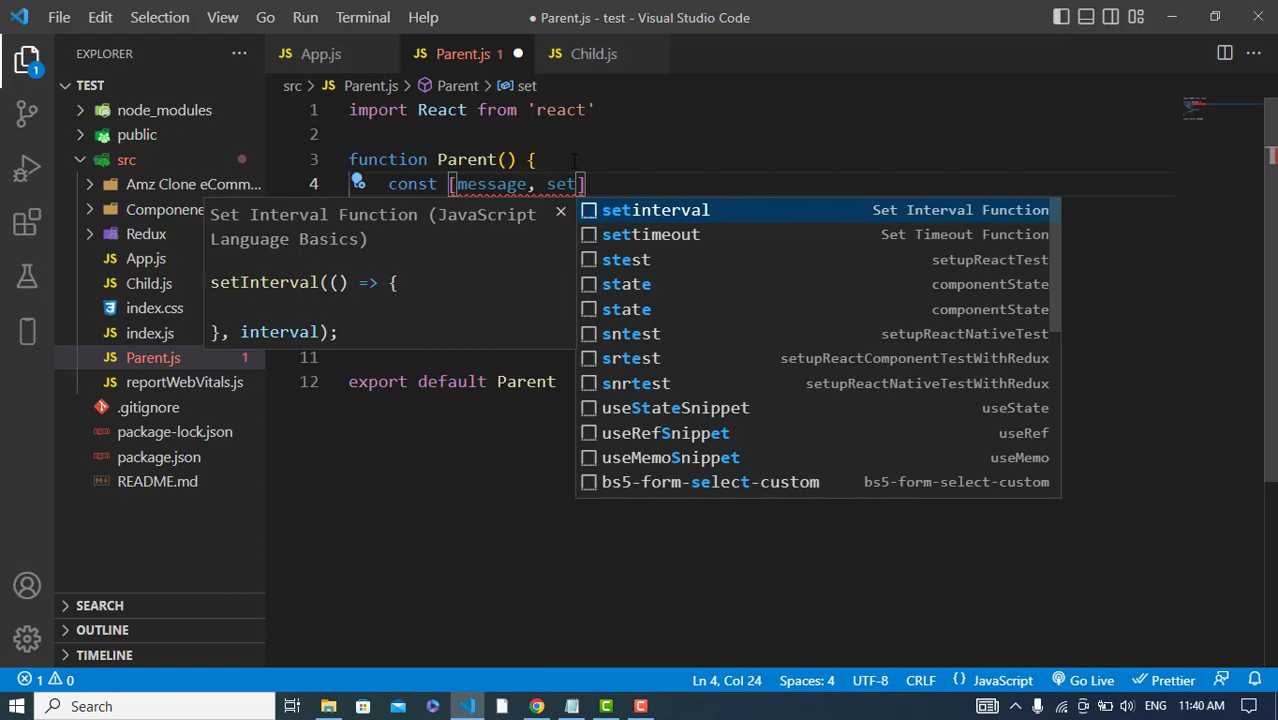 File Edit Selection View Go Run Terminal Help
● Parent.js - test - Visual Studio Code
EXPLORER
App.js
Parent.js 1
Child.js
TEST
node_modules
public
src
Amz Clone eComm...
Compone
Redux
App.js
Child.js
index.css
index.js
Parent.js 1
reportWebVitals.js
.gitignore
package-lock.json
package.json
README.md
SEARCH
OUTLINE
TIMELINE
1
src > Parent.js > Parent > set
1 import React from 'react'
2
3 function Parent() {
4 const [message, set]
Set Interval Function (JavaScript
Language Basics)
setInterval(() => {
}, interval);
setinterval Set Interval Function
settimeout Set Timeout Function
stest setupReactTest
state componentState
state componentState
sntest setupReactNativeTest
srtest setupReactComponentTestWithRedux
snrtest setupReactNativeTestWithRedux
useStateSnippet useState
useRefSnippet useRef
useMemoSnippet useMemo
bs5-form-select-custom bs5-form-select-custom
11
12 export default Parent
1 0
Ln 4, Col 24 Spaces: 4 UTF-8 CRLF {} JavaScript Go Live Prettier
Search
ENG 11:40 AM